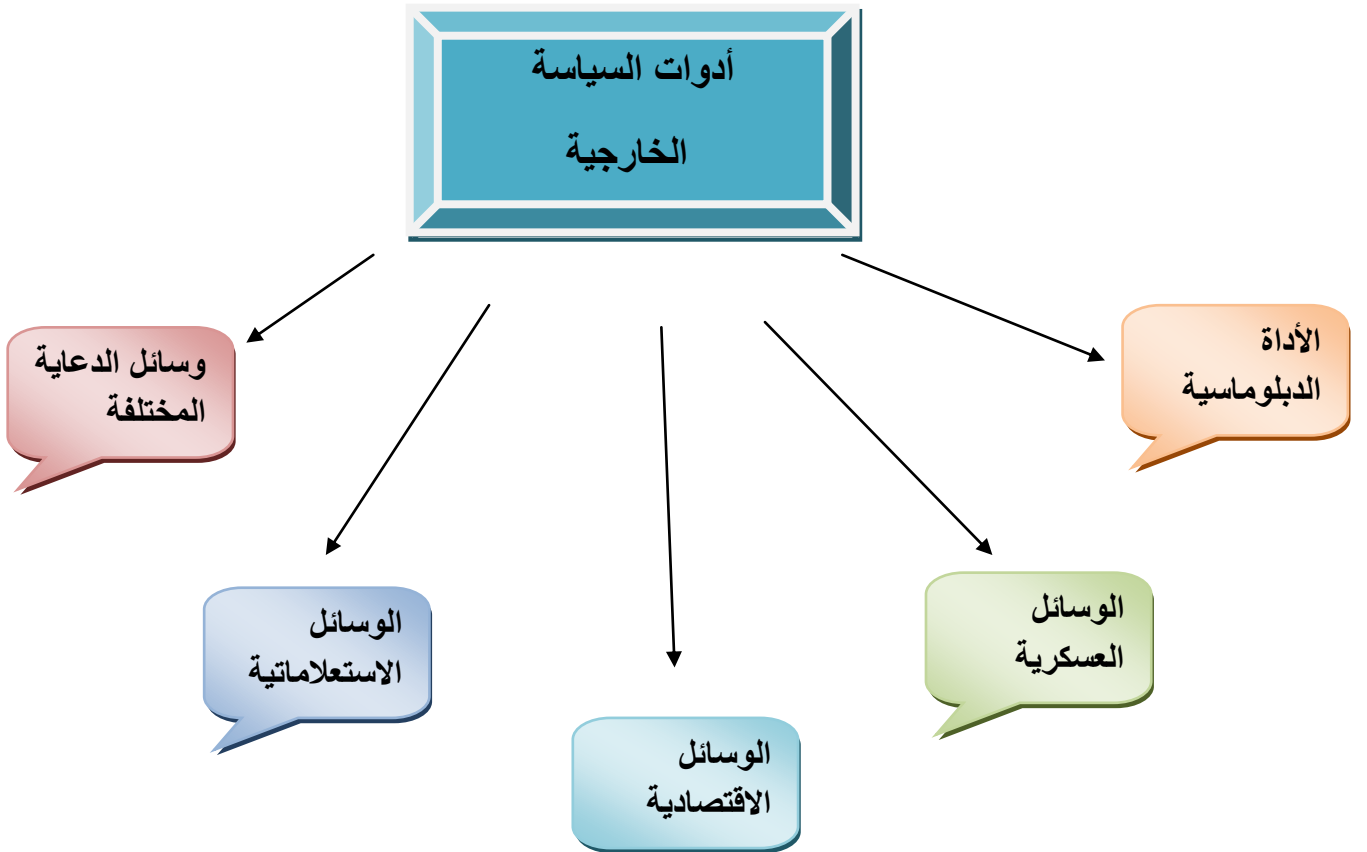 أدوات السياسة
الخارجية
الأداة
الدبلوماسية
وسائل الدعاية
المختلفة
الوسائل
العسكرية
الوسائل
الاستعلاماتية
الوسائل
الاقتصادية